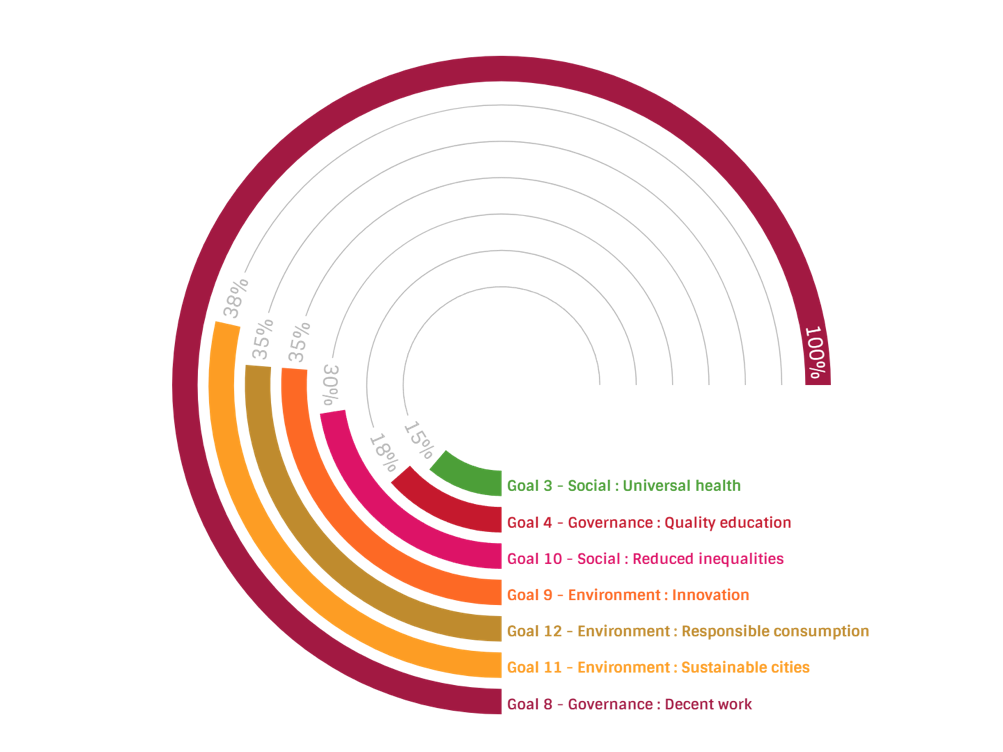 100%
38%
35%
35%
30%
18%
15%
Goal 3 - Social : Universal health
Goal 4 - Governance : Quality education
Goal 10 - Social : Reduced inequalities
Goal 9 - Environment : Innovation
Goal 12 - Environment : Responsible consumption
Goal 11 - Environment : Sustainable cities
Goal 8 - Governance : Decent work